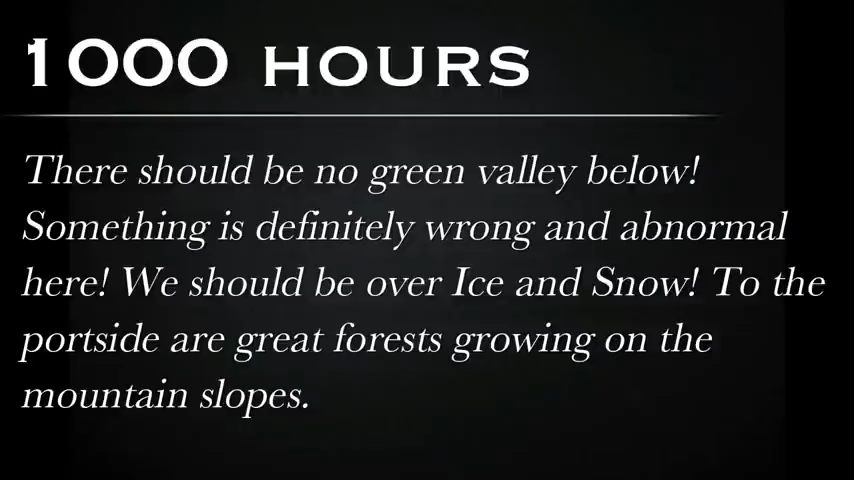 1000 HOURS
There should be no green valley below!
Something is definitely wrong and abnormal
here! We should be over Ice and Snow! To the
portside are great forests growing on the
mountain slopes.